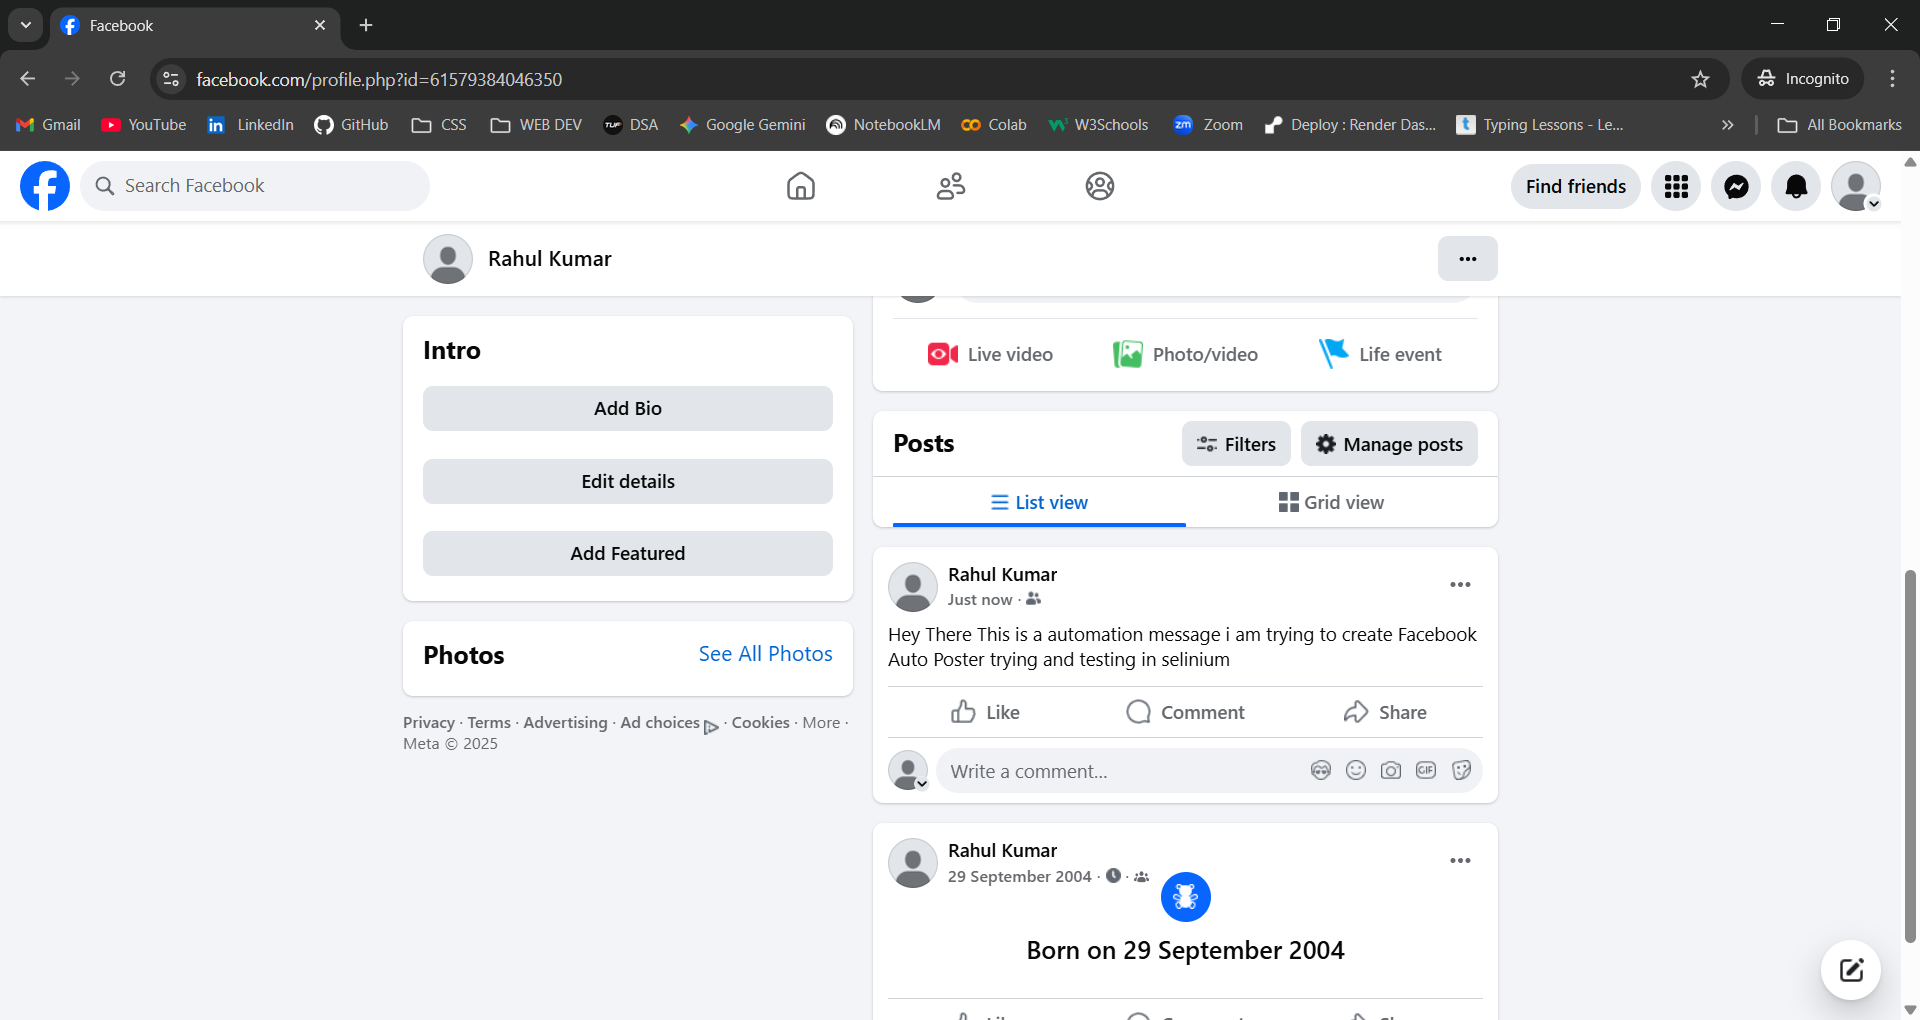 Facebook
facebook.com/profile.php?id=61579384046350
Incognito
Gmail
YouTube
LinkedIn
GitHub
CSS
WEB DEV
DSA
Google Gemini
NotebookLM
Colab
W3Schools
Zoom
Deploy : Render Das...
Typing Lessons - Le...
All Bookmarks
Search Facebook
Find friends
Rahul Kumar
Intro
Add Bio
Edit details
Add Featured
Photos
See All Photos
Privacy · Terms · Advertising · Ad choices · Cookies · More ·
Meta © 2025
Live video
Photo/video
Life event
Posts
Filters
Manage posts
List view
Grid view
Rahul Kumar
Just now ·
Hey There This is a automation message i am trying to create Facebook
Auto Poster trying and testing in selinium
Like
Comment
Share
Write a comment...
GIF
Rahul Kumar
29 September 2004 · ·
Born on 29 September 2004